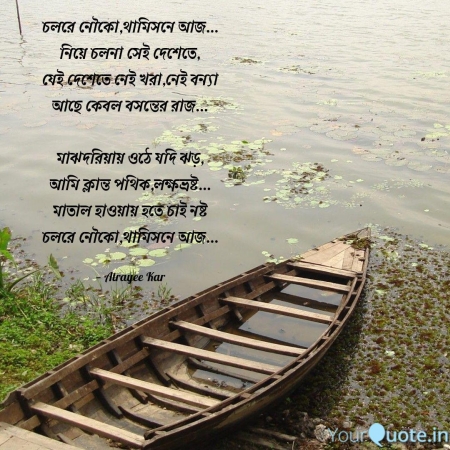 চলরে নৌকো,থামিসনে আজ...
নিয়ে চলনা সেই দেশেতে,
যেই দেশেতে নেই খরা,নেই বন্যা
আছে কেবল বসন্তের রাজ...
মাঝদরিয়ায় ওঠে যদি ঝড়,
আমি ক্লান্ত পথিক,লক্ষভ্রষ্ট...
মাতাল হাওয়ায় হতে চাই নষ্ট
চলরে নৌকো,থামিসনে আজ...
Alrayee Kar
YourQuote.in